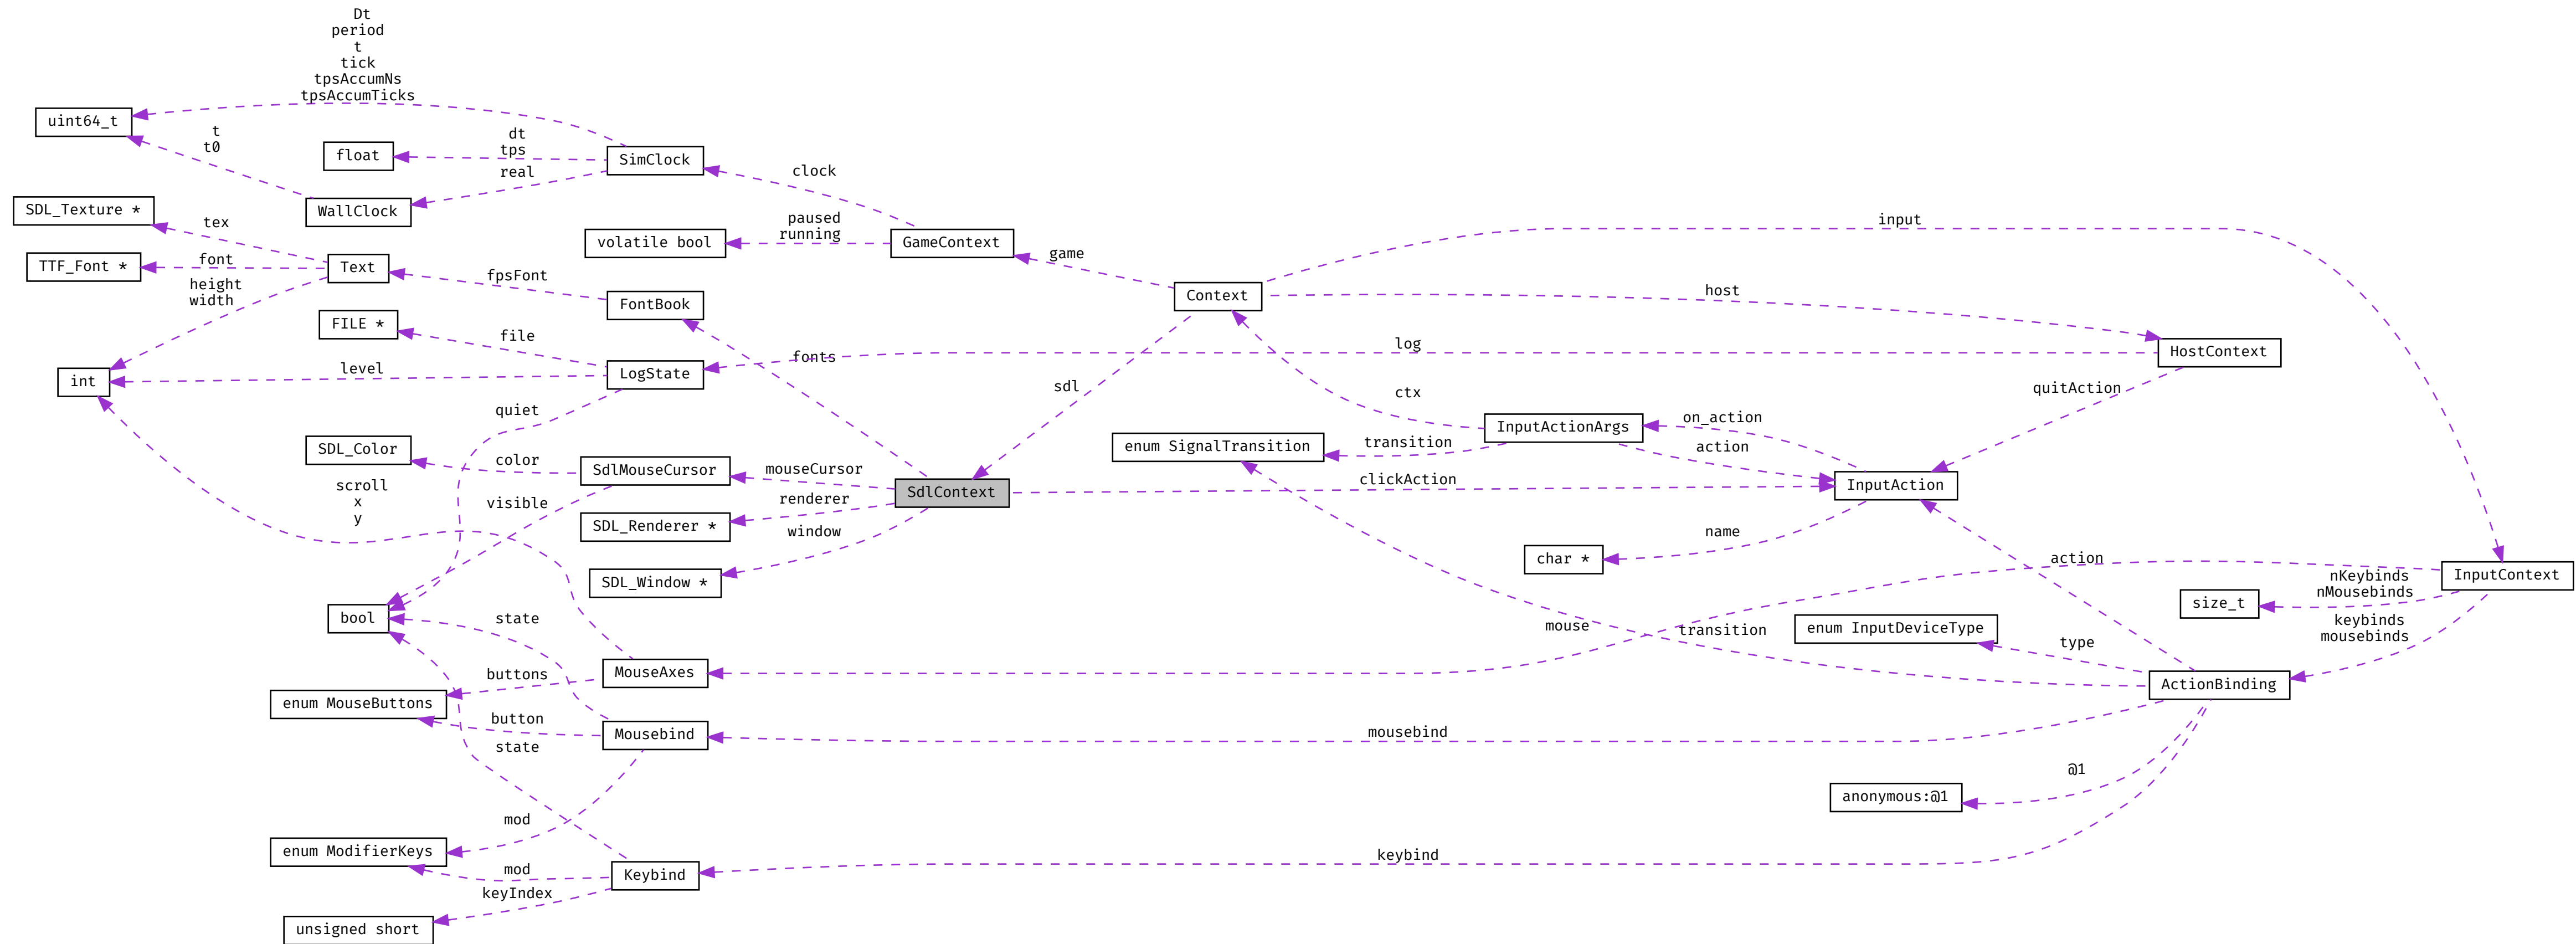 Dt
period
t
tick
tpsAccumNs
tpsAccumTicks
uint64_t
t
t0
float
dt
tps
SimClock
clock
real
WallClock
SDL_Texture *
tex
paused
running
volatile bool
GameContext
input
TTF_Font *
font
Text
game
height
width
fpsFont
FontBook
Context
host
FILE *
file
fonts
log
HostContext
int
level
LogState
sdl
ctx
quitAction
quiet
on_action
InputActionArgs
SDL_Color
color
SdlMouseCursor
mouseCursor
enum SignalTransition
transition
action
scroll
x
y
visible
renderer
SdlContext
clickAction
InputAction
SDL_Renderer *
window
name
char *
action
SDL_Window *
InputContext
nKeybinds
nMousebinds
size_t
bool
state
mouse
transition
enum InputDeviceType
keybinds
mousebinds
type
buttons
MouseAxes
ActionBinding
enum MouseButtons
button
Mousebind
mousebind
state
@1
anonymous:@1
mod
enum ModifierKeys
mod
Keybind
keybind
keyIndex
unsigned short